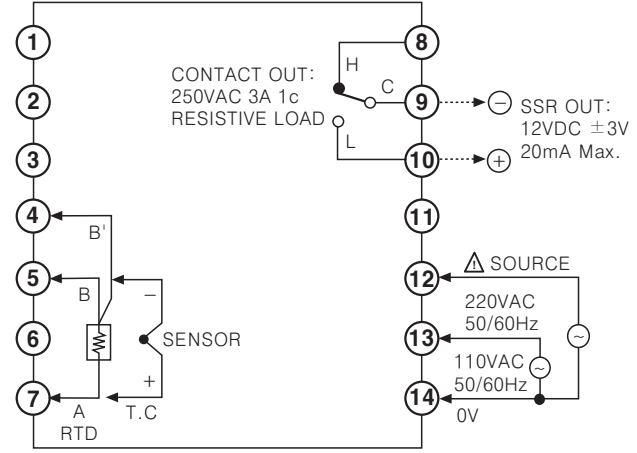 1
2
3
4
5
6
7
8
9
10
11
12
13
14
CONTACT OUT:
250VAC 3A 1c
RESISTIVE LOAD
H
C
L
SSR OUT:
12VDC ±3V
20mA Max.
−
+
B'
B
−
SENSOR
+
A
RTD
T.C
⚠ SOURCE
220VAC
50/60Hz
~
110VAC
50/60Hz
~
0V